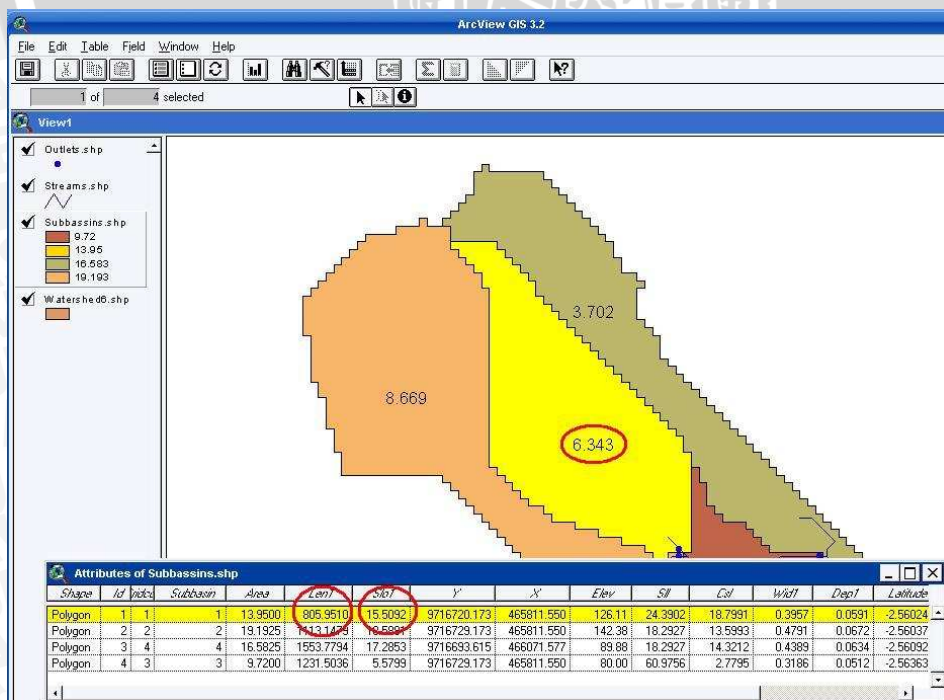 ArcView GIS 3.2
File Edit Table Field Window Help
1 of 4 selected
View1
Outlets.shp
Streams.shp
Subbassins.shp
9.72
13.95
16.583
19.193
Watershed6.shp
3.702
8.669
6.343
Attributes of Subbassins.shp
Shape Id Subbasin Area Len1 Slo1 Y X Elev Sll Csl Wid1 Dep1 Latitude
Polygon 1 1 1 13.9500 805.9510 15.5092 9716720.173 465811.550 126.11 24.3902 18.7991 0.3957 0.0591 -2.56024
Polygon 2 2 2 19.1925 9716729.173 465811.550 142.38 18.2927 13.5993 0.4791 0.0672 -2.56037
Polygon 3 4 4 16.5825 1553.7794 17.2853 9716693.615 466071.577 89.88 18.2927 14.3212 0.4389 0.0634 -2.56092
Polygon 4 3 3 9.7200 1231.5036 5.5799 9716729.173 465811.550 80.00 60.9756 2.7795 0.3186 0.0512 -2.56363